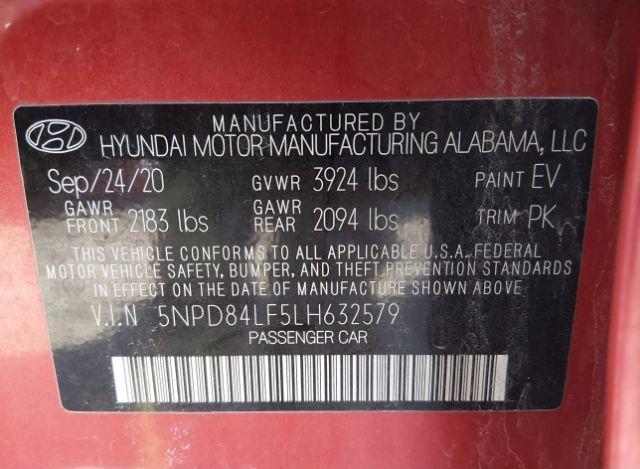 MANUFACTURED BY
HYUNDAI MOTOR MANUFACTURING ALABAMA, LLC
Sep/24/20 GVWR 3924 lbs PAINT EV
GAWR FRONT 2183 lbs GAWR REAR 2094 lbs TRIM PK
THIS VEHICLE CONFORMS TO ALL APPLICABLE U.S.A. FEDERAL
MOTOR VEHICLE SAFETY, BUMPER, AND THEFT PREVENTION STANDARDS
IN EFFECT ON THE DATE OF MANUFACTURE SHOWN ABOVE.
V.I.N 5NPD84LF5LH632579
PASSENGER CAR